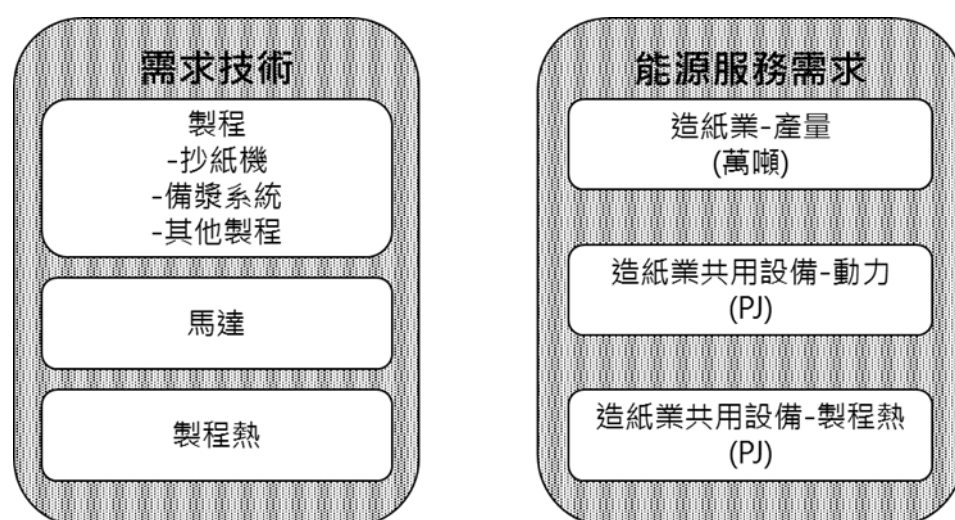 需求技術
製程
-抄紙機
-備漿系統
-其他製程
馬達
製程熱
能源服務需求
造紙業-產量
(萬噸)
造紙業共用設備-動力
(PJ)
造紙業共用設備-製程熱
(PJ)